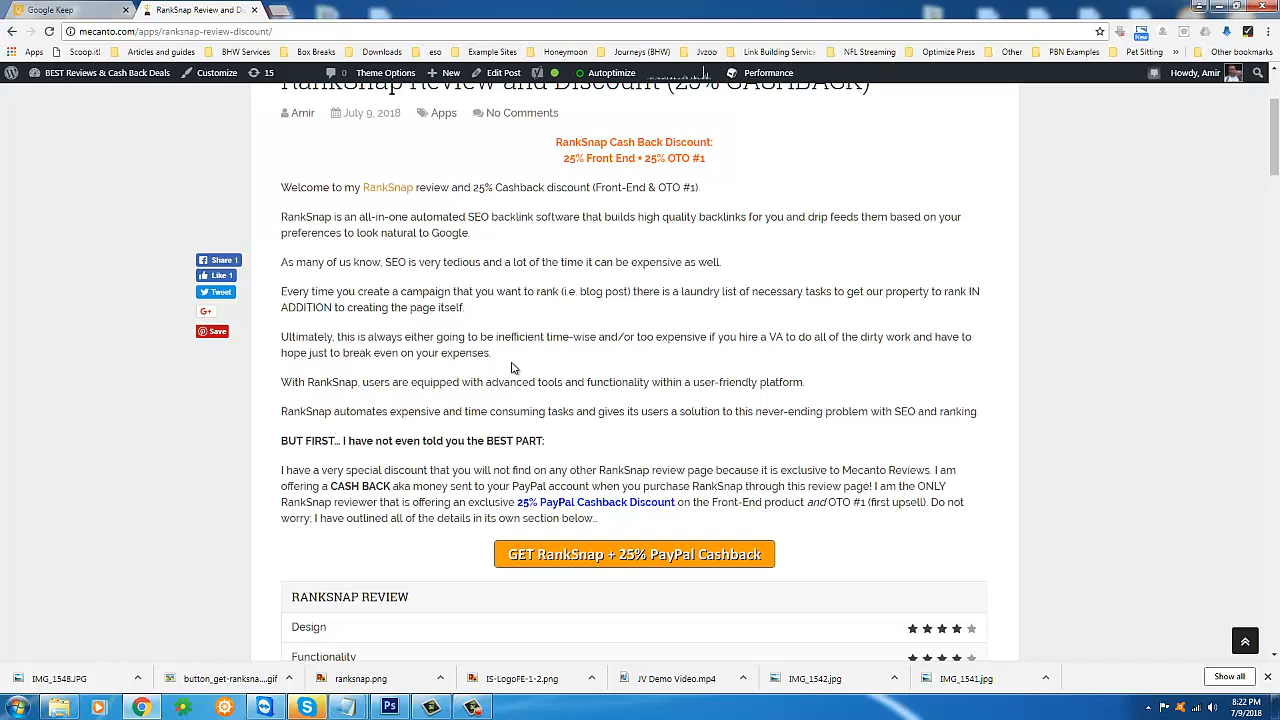 Google Keep
RankSnap Review and Di
mecanto.com/apps/ranksnap-review-discount/
Apps
Scoop.it!
Articles and guides
BHW Services
Box Breaks
Downloads
eso
Example Sites
Honeymoon
Journeys (BHW)
Jvzoo
Link Building Service
NFL Streaming
Optimize Press
Other
PBN Examples
Pet Sitting
»
Other bookmarks
BEST Reviews & Cash Back Deals
Customize
15
0
Theme Options
New
Edit Post
Autoptimize
Performance
Howdy, Amir
RankSnap Review and Discount (25% CASHBACK)
Amir
July 9, 2018
Apps
No Comments
RankSnap Cash Back Discount:
25% Front End + 25% OTO #1
Welcome to my RankSnap review and 25% Cashback discount (Front-End & OTO #1).
RankSnap is an all-in-one automated SEO backlink software that builds high quality backlinks for you and drip feeds them based on your
preferences to look natural to Google.
As many of us know, SEO is very tedious and a lot of the time it can be expensive as well.
Every time you create a campaign that you want to rank (i.e. blog post) there is a laundry list of necessary tasks to get our property to rank IN
ADDITION to creating the page itself.
Ultimately, this is always either going to be inefficient time-wise and/or too expensive if you hire a VA to do all of the dirty work and have to
hope just to break even on your expenses.
With RankSnap, users are equipped with advanced tools and functionality within a user-friendly platform.
RankSnap automates expensive and time consuming tasks and gives its users a solution to this never-ending problem with SEO and ranking.
BUT FIRST... I have not even told you the BEST PART:
I have a very special discount that you will not find on any other RankSnap review page because it is exclusive to Mecanto Reviews. I am
offering a CASH BACK aka money sent to your PayPal account when you purchase RankSnap through this review page! I am the ONLY
RankSnap reviewer that is offering an exclusive 25% PayPal Cashback Discount on the Front-End product and OTO #1 (first upsell). Do not
worry; I have outlined all of the details in its own section below...
Share 1
Like 1
Tweet
G+
Save
GET RankSnap + 25% PayPal Cashback
RANKSNAP REVIEW
Design
Functionality
IMG_1548.JPG
button_get-ranksna....gif
ranksnap.png
IS-LogoFE-1-2.png
JV Demo Video.mp4
IMG_1542.jpg
IMG_1541.jpg
Show all
8:22 PM
7/9/2018